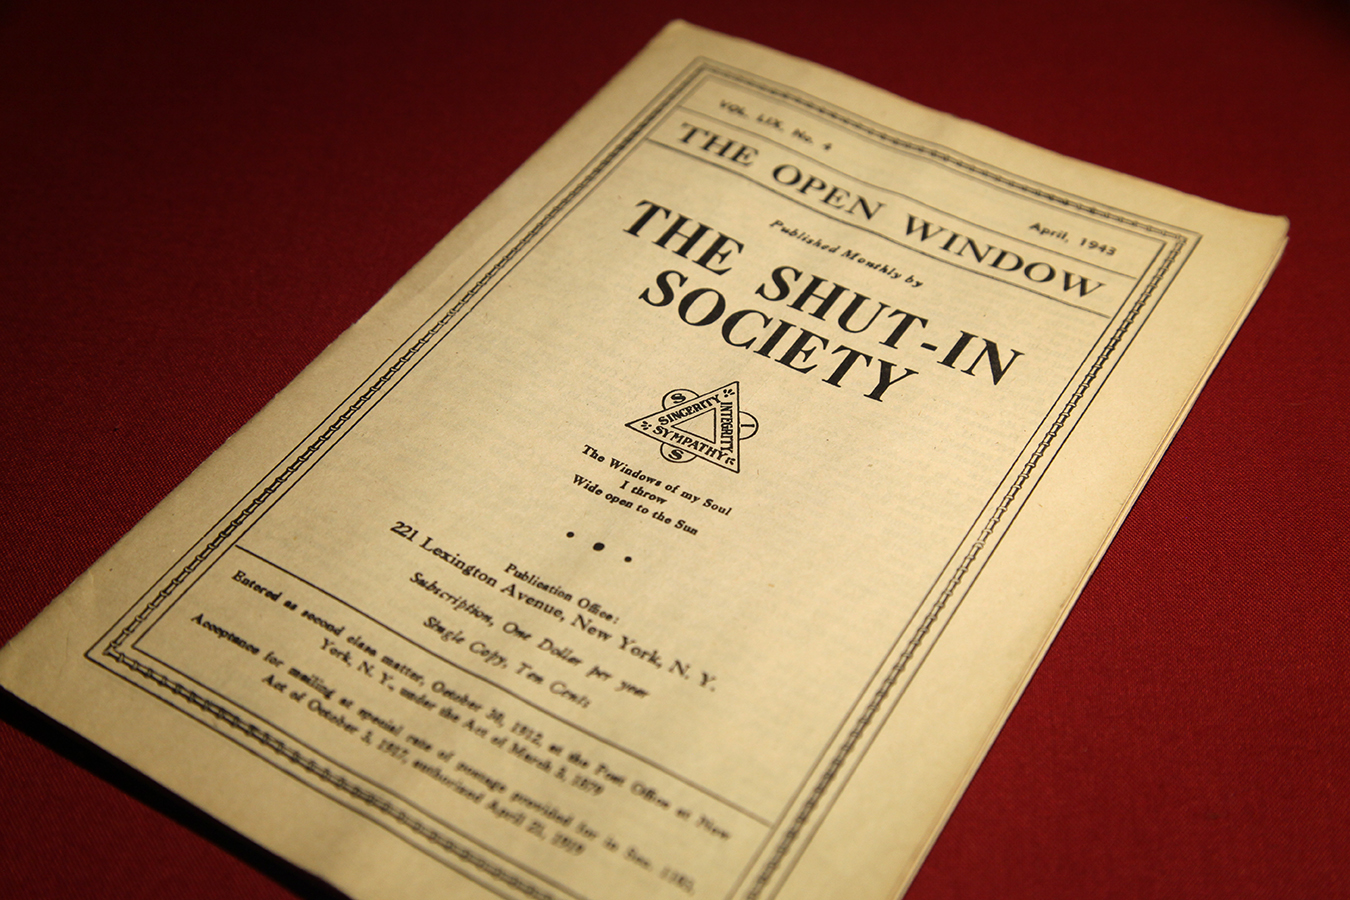 VOL. LIX, No. 4
April, 1943
THE OPEN WINDOW
Published Monthly by
THE SHUT-IN
SOCIETY
S
I
S
SINCERITY
INTEGRITY
SYMPATHY
The Windows of my Soul
I throw
Wide open to the Sun
Publication Office:
221 Lexington Avenue, New York, N. Y.
Subscription, One Dollar per year
Single Copy, Ten Cents
Entered as second class matter, October 30, 1912, at the Post Office at New
York, N. Y., under the Act of March 3, 1879
Acceptance for mailing at special rate of postage provided for in Sec. 1103,
Act of October 3, 1917, authorized April 21, 1919